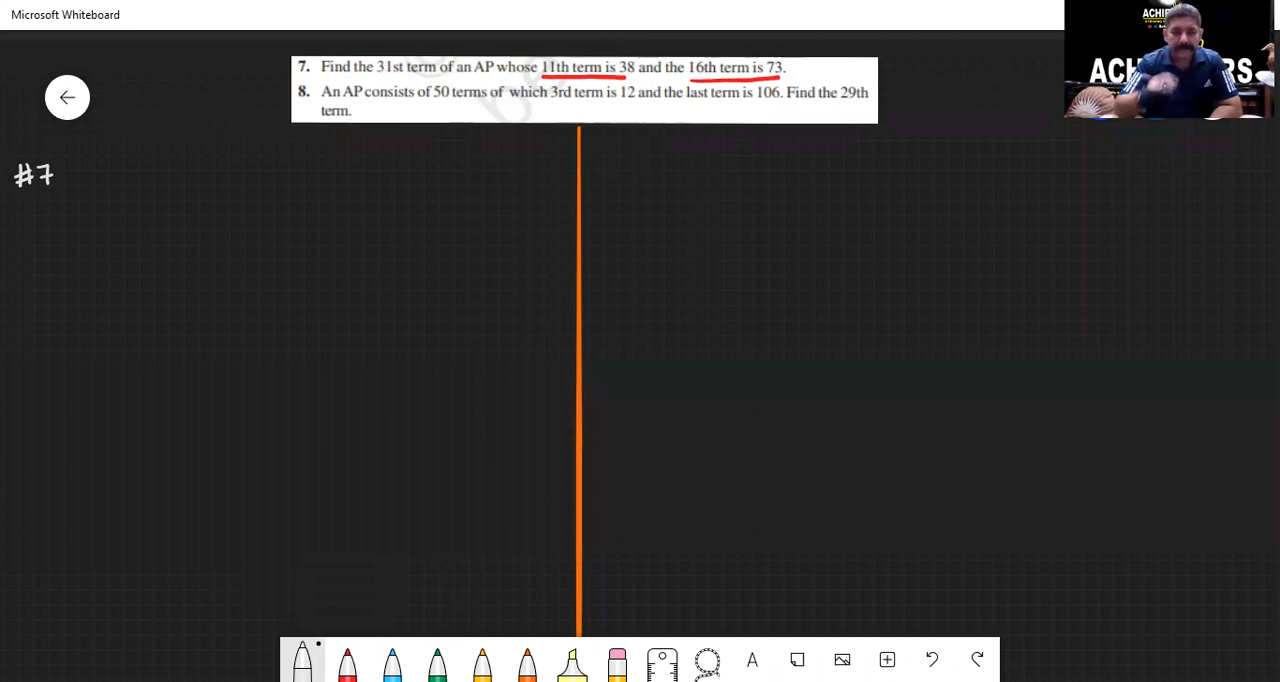 Microsoft Whiteboard
7. Find the 31st term of an AP whose 11th term is 38 and the 16th term is 73.
8. An AP consists of 50 terms of which 3rd term is 12 and the last term is 106. Find the 29th
term.
#7
A